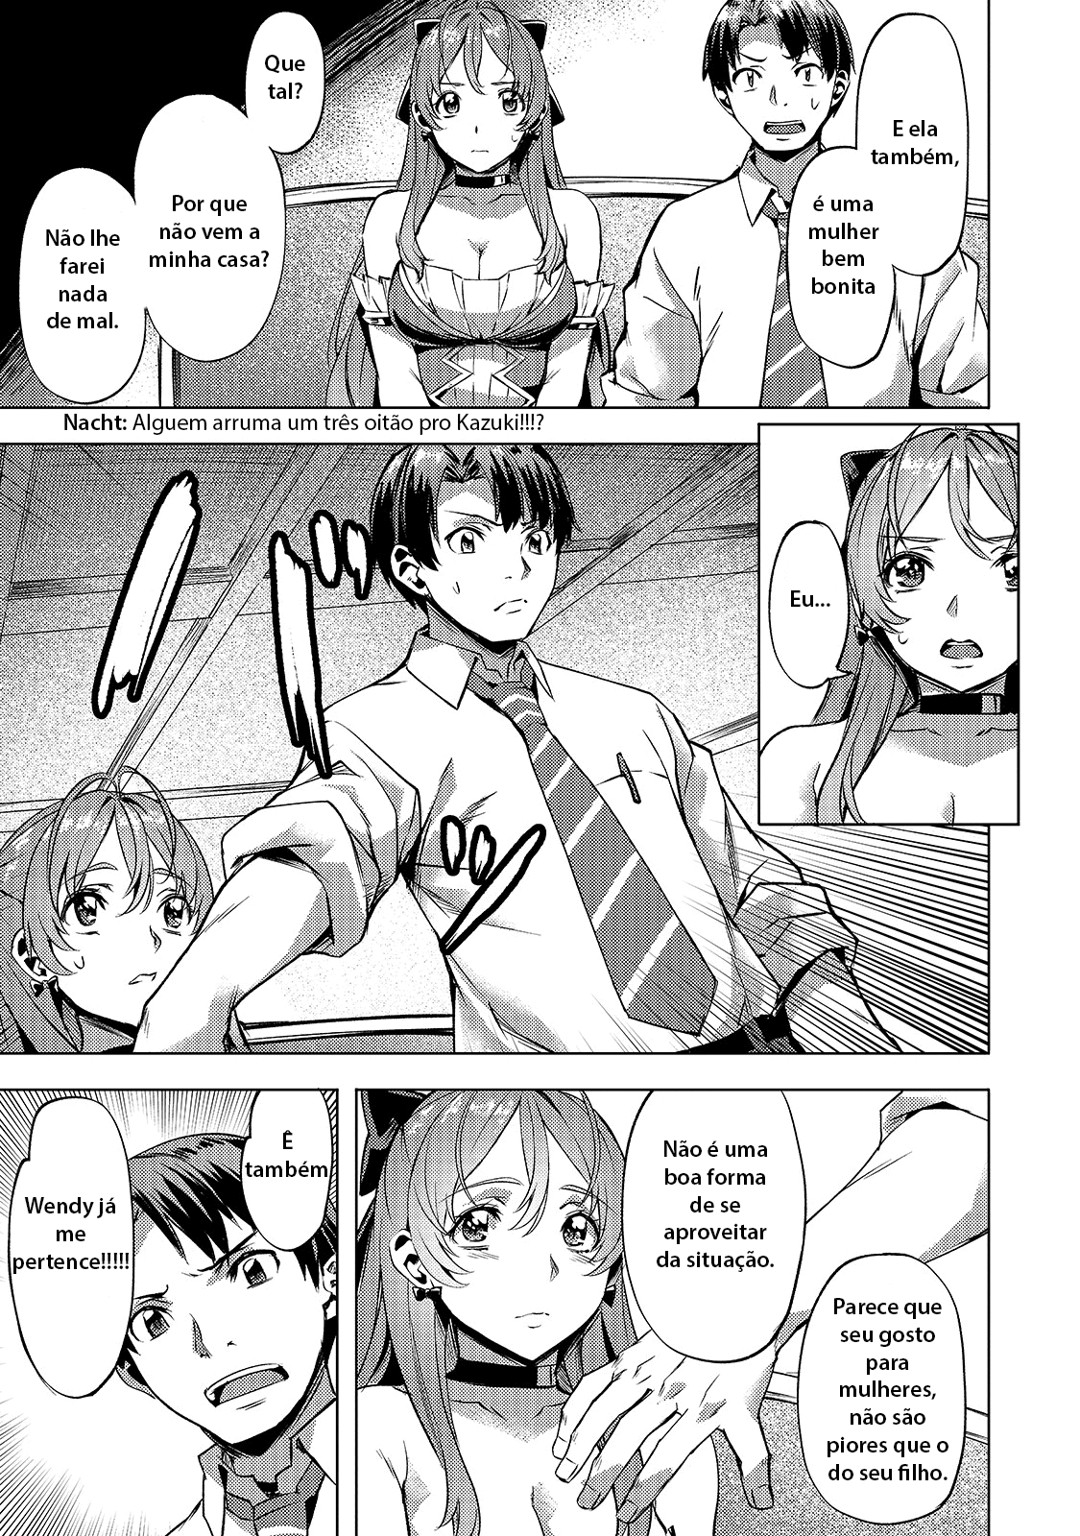 E ela
também,
é uma
mulher
bem
bonita
Que
tal?
Por que
não vem a
minha casa?
Não lhe
farei
nada
de mal.
Nacht: Alguem arruma um três oitão pro Kazuki!!!?
Eu...
Não é uma
boa forma
de se
aproveitar
da situação.
Parece que
seu gosto
para
mulheres,
não são
piores que o
do seu filho.
Ê
também
Wendy já
me
pertence!!!!!